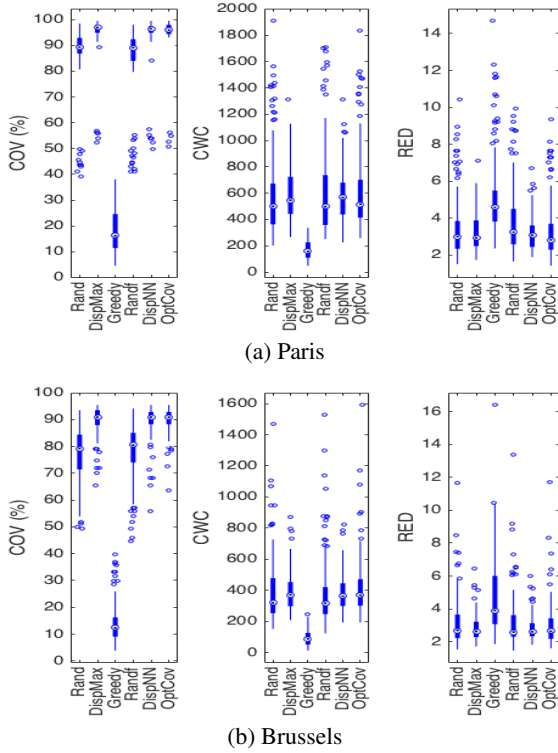 100
90
80
70
60
50
40
30
20
10
0
COV (%)
Rand
DispMax
Greedy
Randf
DispNN
OptCov
2000
1800
1600
1400
1200
1000
800
600
400
200
0
CWC
Rand
DispMax
Greedy
Randf
DispNN
OptCov
14
12
10
8
6
4
2
RED
Rand
DispMax
Greedy
Randf
DispNN
OptCov
(a) Paris
100
90
80
70
60
50
40
30
20
10
0
COV (%)
Rand
DispMax
Greedy
Randf
DispNN
OptCov
1600
1400
1200
1000
800
600
400
200
0
CWC
Rand
DispMax
Greedy
Randf
DispNN
OptCov
16
14
12
10
8
6
4
2
RED
Rand
DispMax
Greedy
Randf
DispNN
OptCov
(b) Brussels